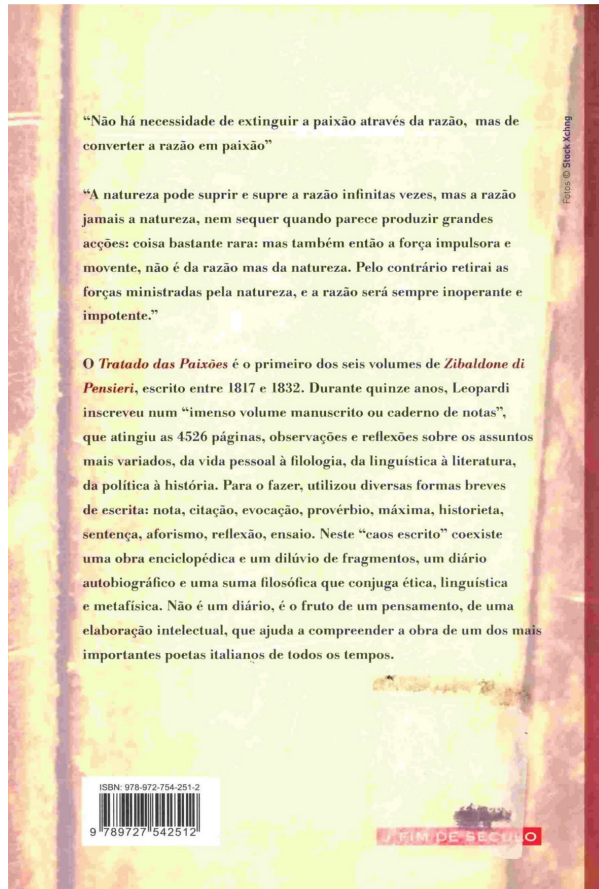 “Não há necessidade de extinguir a paixão através da razão, mas de
converter a razão em paixão”
“A natureza pode suprir e supre a razão infinitas vezes, mas a razão
jamais a natureza, nem sequer quando parece produzir grandes
acções: coisa bastante rara: mas também então a força impulsora e
movente, não é da razão mas da natureza. Pelo contrário retirai as
forças ministradas pela natureza, e a razão será sempre inoperante e
impotente.”
O Tratado das Paixões é o primeiro dos seis volumes de Zibaldone di
Pensieri, escrito entre 1817 e 1832. Durante quinze anos, Leopardi
inscreveu num “imenso volume manuscrito ou caderno de notas”,
que atingiu as 4526 páginas, observações e reflexões sobre os assuntos
mais variados, da vida pessoal à filologia, da linguística à literatura,
da política à história. Para o fazer, utilizou diversas formas breves
de escrita: nota, citação, evocação, provérbio, máxima, historieta,
sentença, aforismo, reflexão, ensaio. Neste “caos escrito” coexiste
uma obra enciclopédica e um dilúvio de fragmentos, um diário
autobiográfico e uma suma filosófica que conjuga ética, linguística
e metafísica. Não é um diário, é o fruto de um pensamento, de uma
elaboração intelectual, que ajuda a compreender a obra de um dos mais
importantes poetas italianos de todos os tempos.
Fotos © Stock Xchng
ISBN: 978-972-754-251-2
9 789727 542512
FIM DE SÉCULO